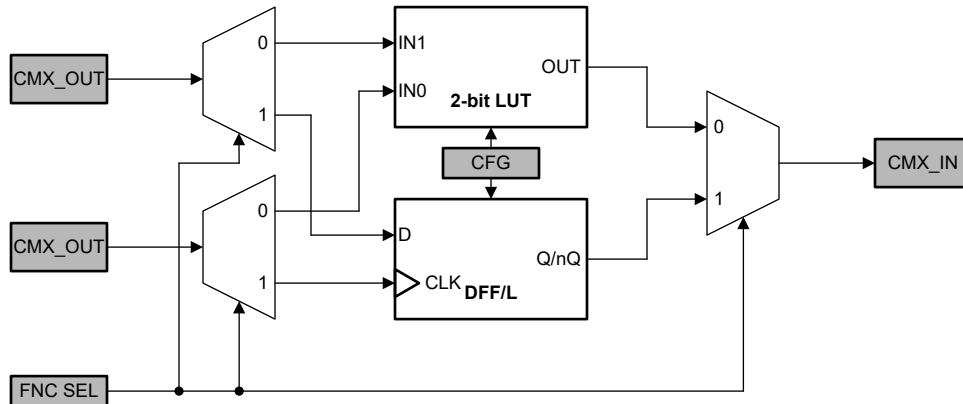 CMX_OUT
0
1
IN1
IN0
OUT
2-bit LUT
CFG
CMX_OUT
0
1
D
CLK
Q/nQ
DFF/L
0
1
CMX_IN
FNC SEL